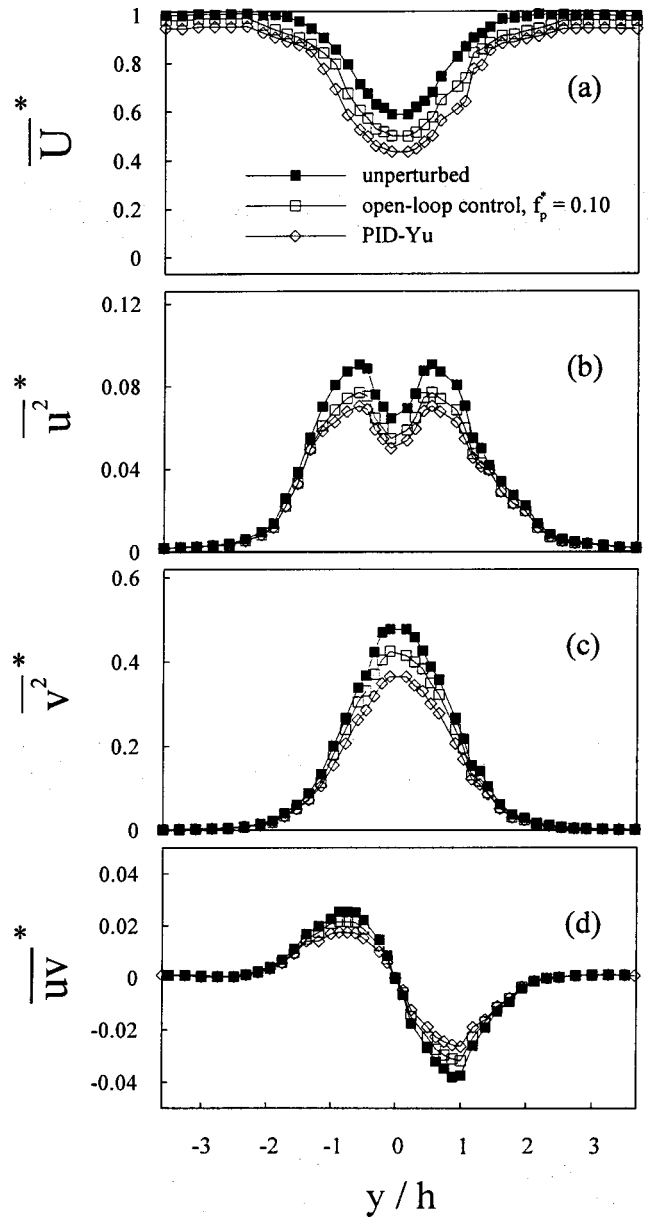 1
0.8
0.6
0.4
0.2
0
U*
(a)
unperturbed
open-loop control, f*p = 0.10
PID-Yu
0.12
0.08
0.04
0
u2*
(b)
0.6
0.4
0.2
0
v2*
(c)
0.04
0.02
0
-0.02
-0.04
uv*
(d)
-3 -2 -1 0 1 2 3
y / h